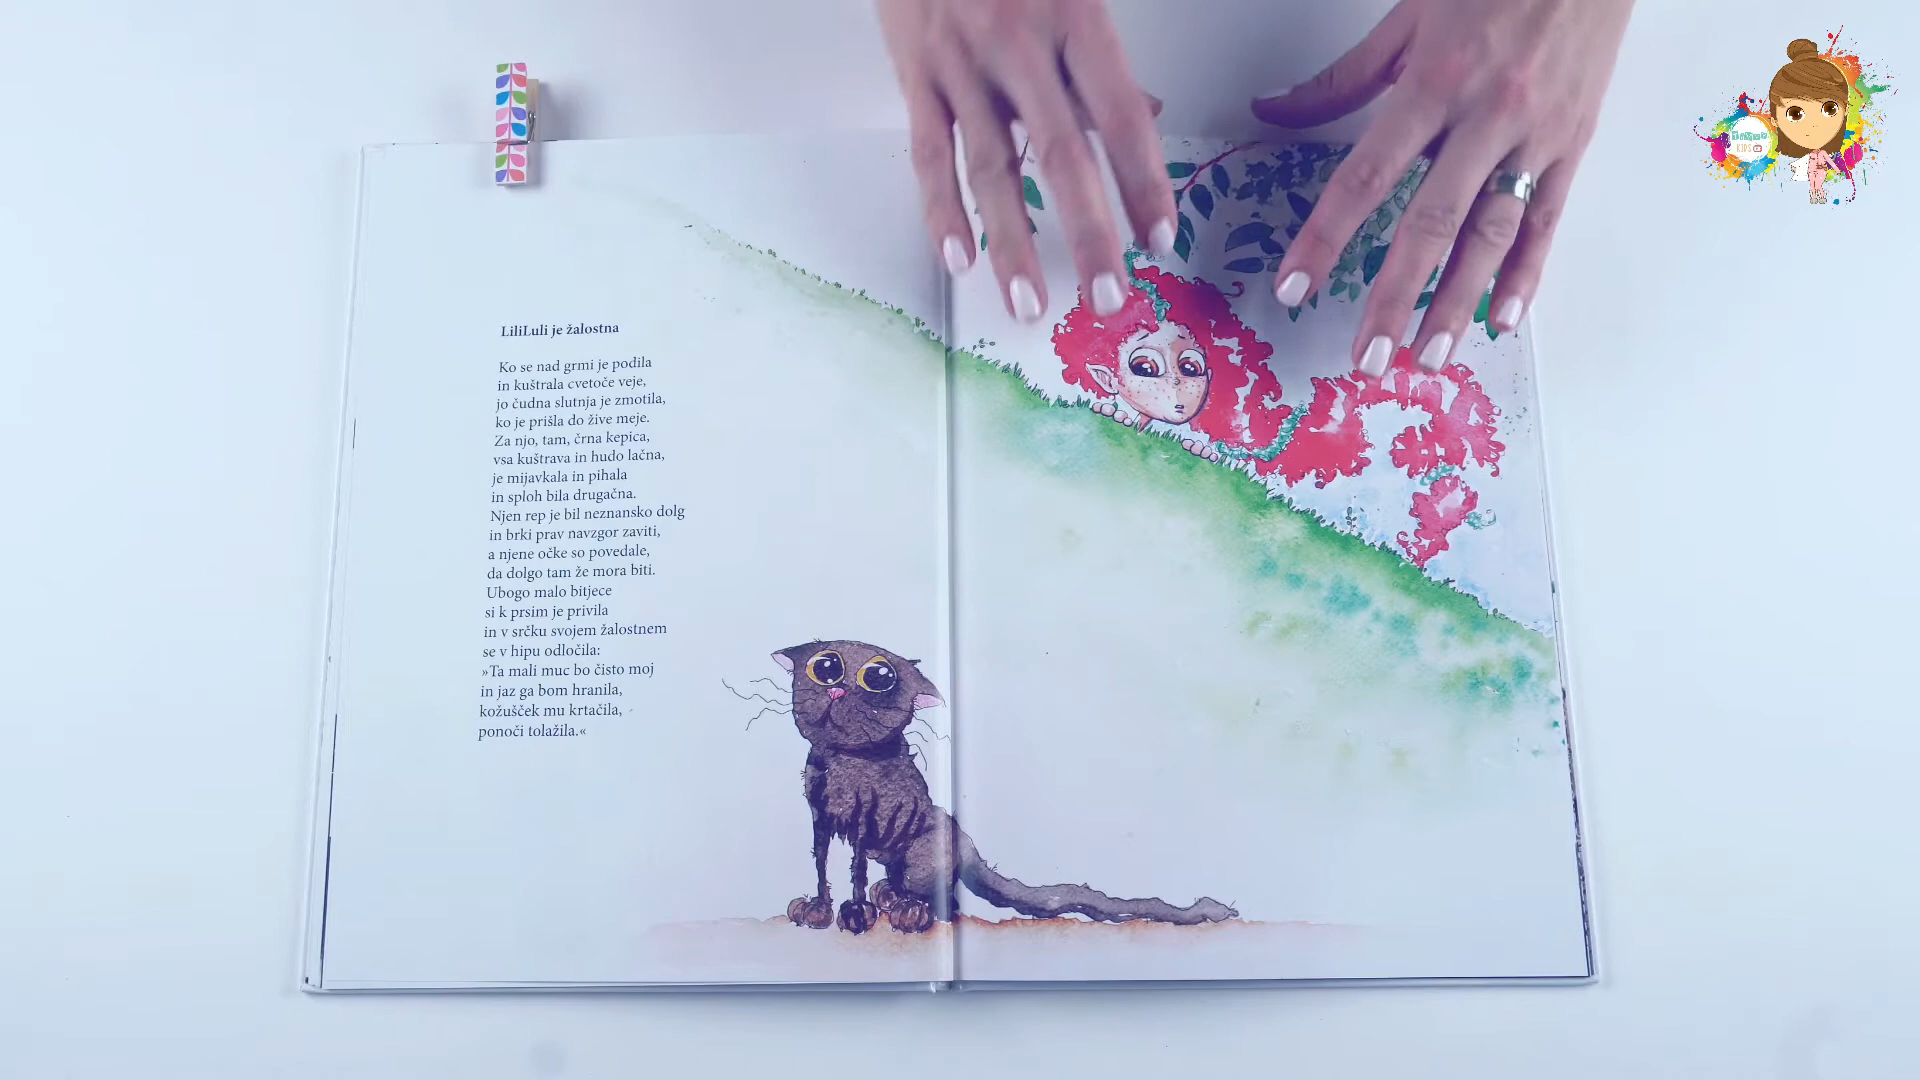 LiliLuli je žalostna
Ko se nad grmi je podila
in kuštrala cvetoče veje,
jo čudna slutnja je zmotila,
ko je prišla do žive meje.
Za njo, tam, črna kepica,
vsa kuštrava in hudo lačna,
je mijavkala in pihala
in sploh bila drugačna.
Njen rep je bil neznansko dolg
in brki prav navzgor zaviti,
a njene očke so povedale,
da dolgo tam že mora biti.
Ubogo malo bitjece
si k prsim je privila
in v srčku svojem žalostnem
se v hipu odločila:
»Ta mali muc bo čisto moj
in jaz ga bom hranila,
kožušček mu krtačila,
ponoči tolažila.«
KIDS